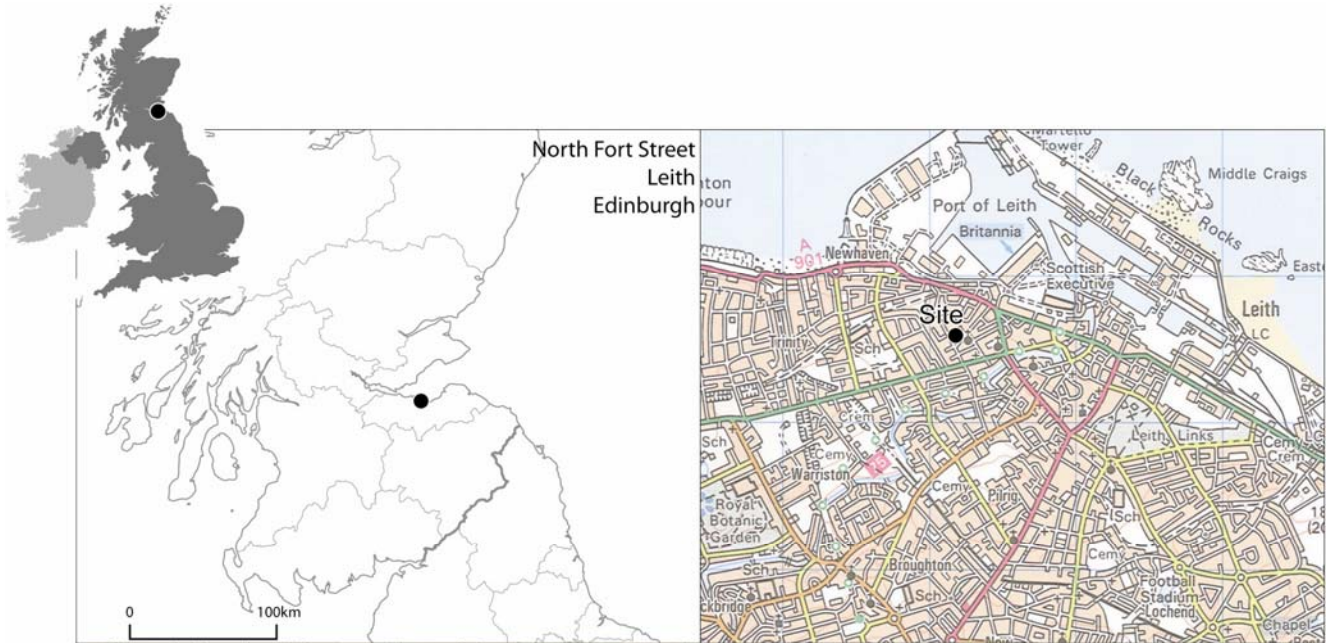 North Fort Street
Leith
Edinburgh
0
100km
Martello
Tower
Middle Craigs
Black
Rocks
Port of Leith
Britannia
A
901
Newhaven
Scottish
Executive
Leith
LC
Site
Trinity
Sch
Crem
Sch
Cemy
Warriston
Leith Links
Cemy
Crem
LC
Cemy
Pilrig
Royal
Botanic
Garden
Sch
Cemy
Sch
Broughton
Sch
Football
Stadium
Lochend
Chapel